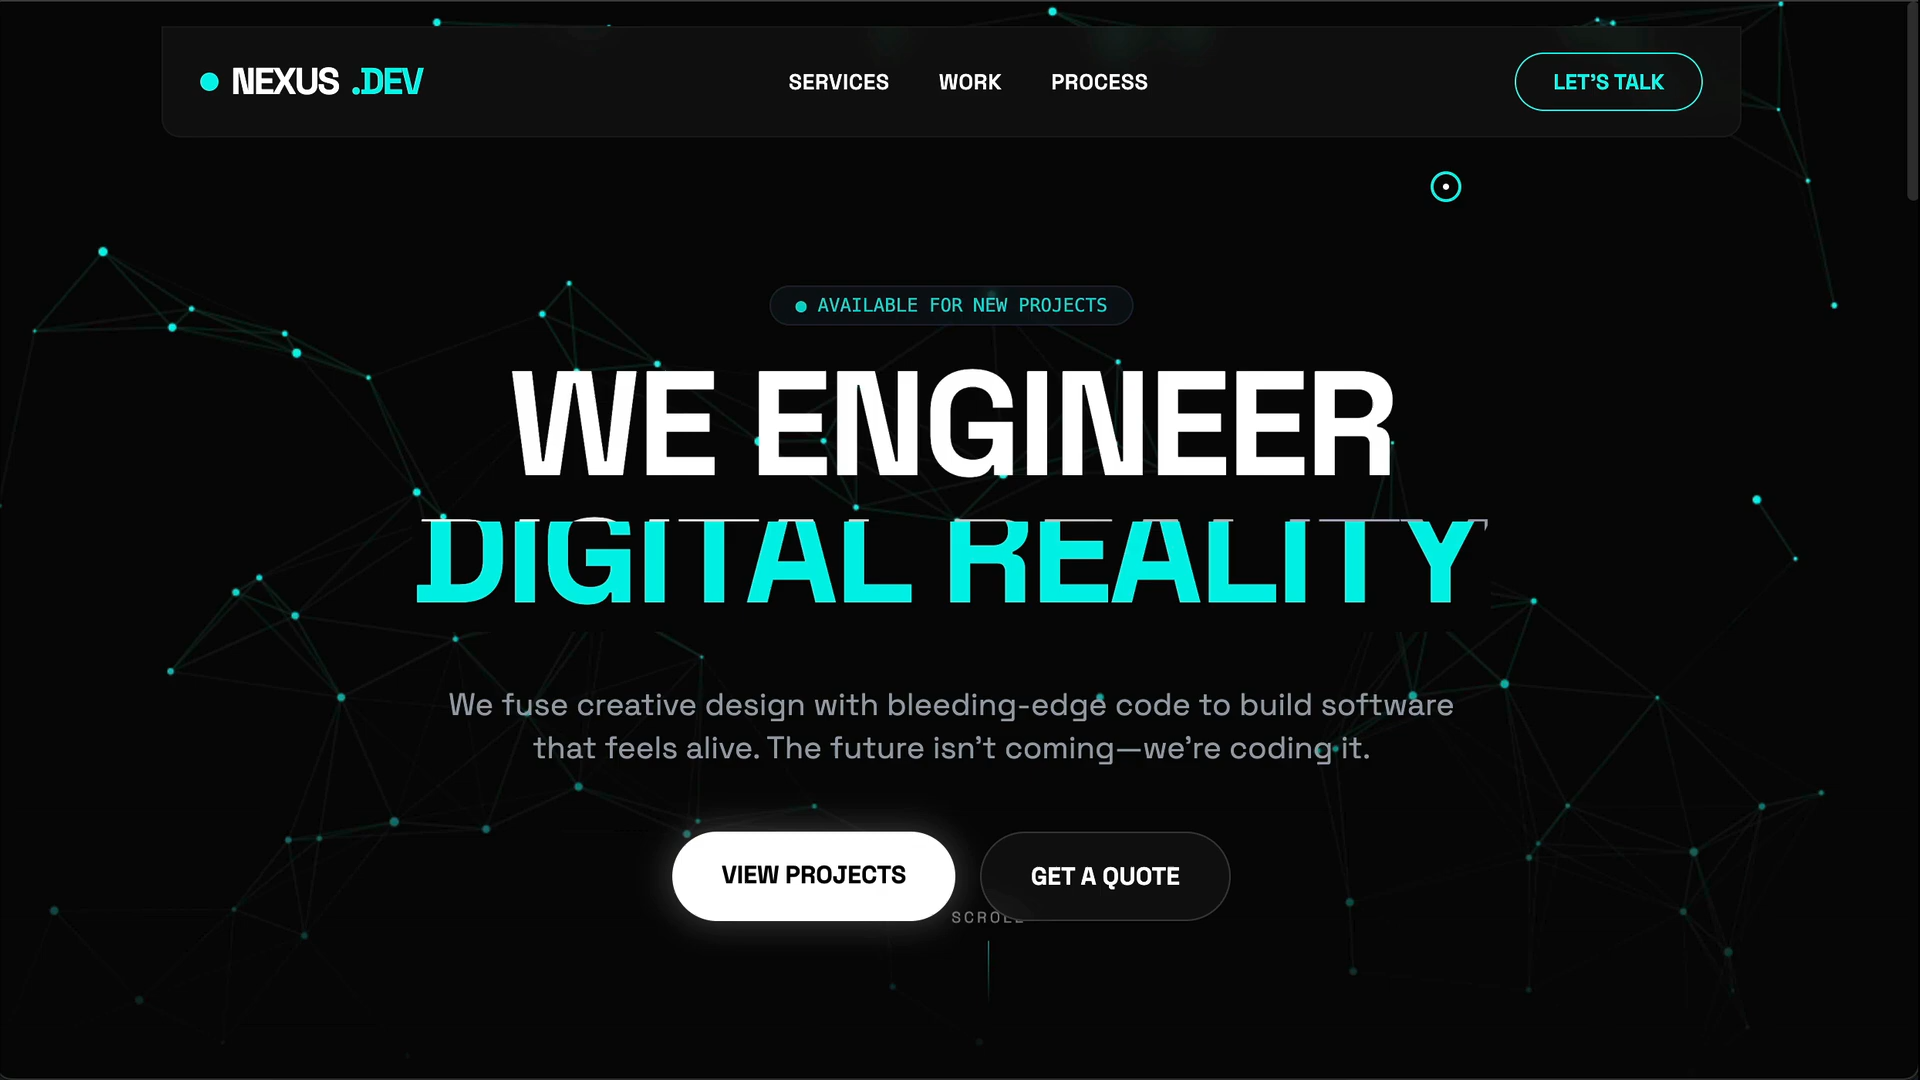 NEXUS .DEV
SERVICES WORK PROCESS
LET'S TALK
AVAILABLE FOR NEW PROJECTS
WE ENGINEER
DIGITAL REALITY
We fuse creative design with bleeding-edge code to build software
that feels alive. The future isn't coming—we're coding it.
VIEW PROJECTS
GET A QUOTE
SCROLL